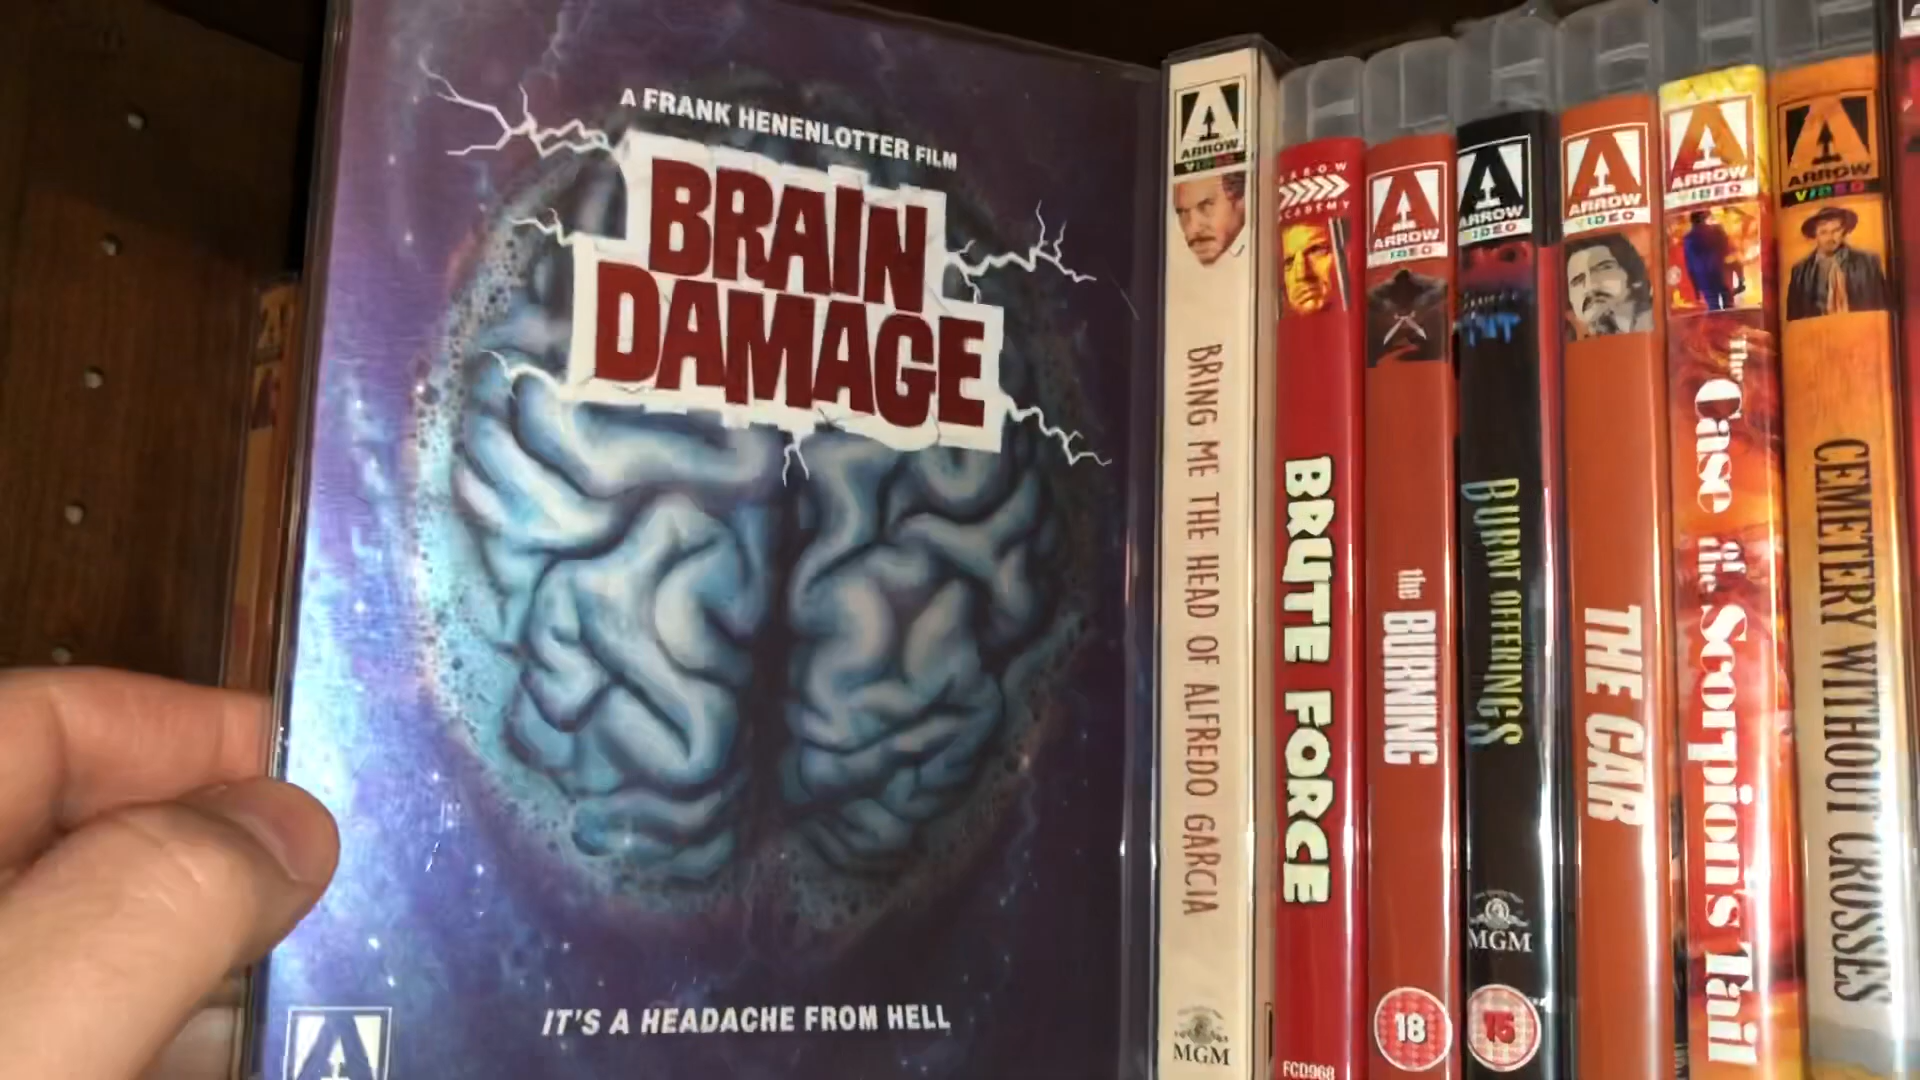 A FRANK HENENLOTTER FILM
BRAIN
DAMAGE
IT'S A HEADACHE FROM HELL
ARROW
VIDEO
BRING ME THE HEAD OF ALFREDO GARCIA
MGM
ARROW
ACADEMY
BRUTE FORCE
FCD968
ARROW
VIDEO
the BURNING
18
ARROW
VIDEO
BURNT OFFERINGS
MGM
15
ARROW
VIDEO
THE CAR
ARROW
VIDEO
The Case of the Scorpion's Tail
ARROW
VIDEO
CEMETERY WITHOUT CROSSES